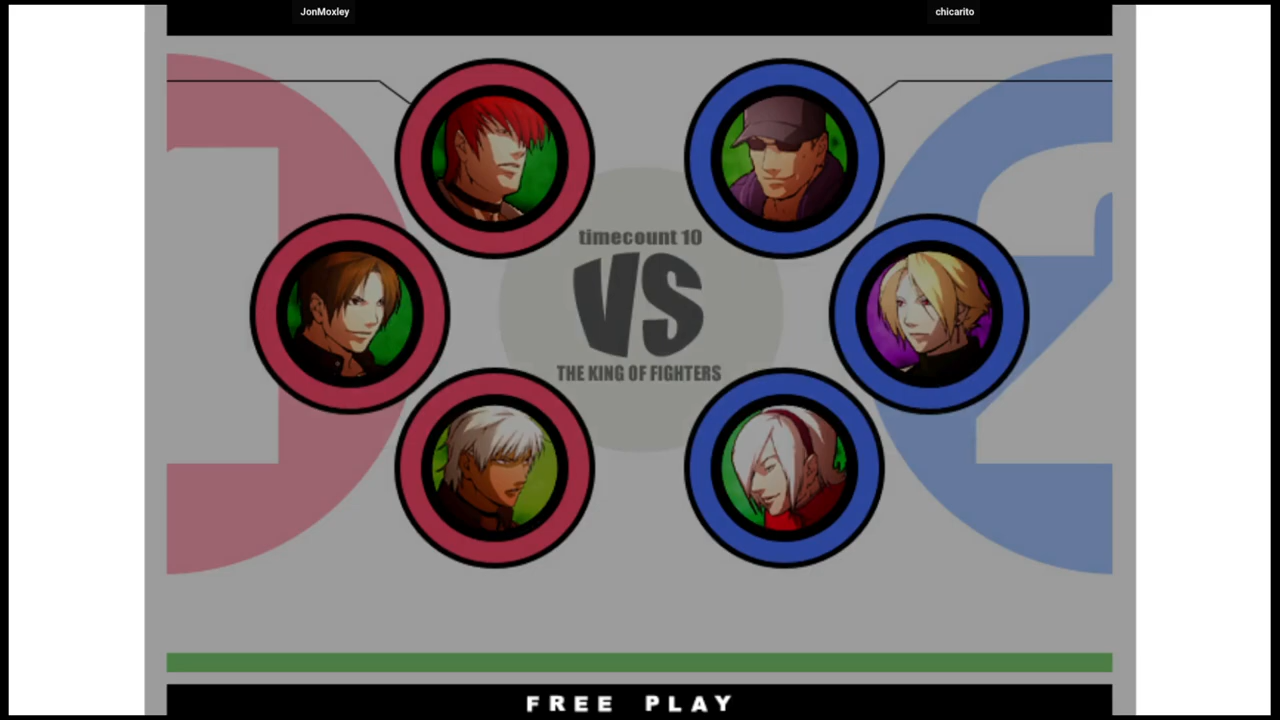 JonMoxley
chicarito
timecount 10
VS
THE KING OF FIGHTERS
FREE PLAY